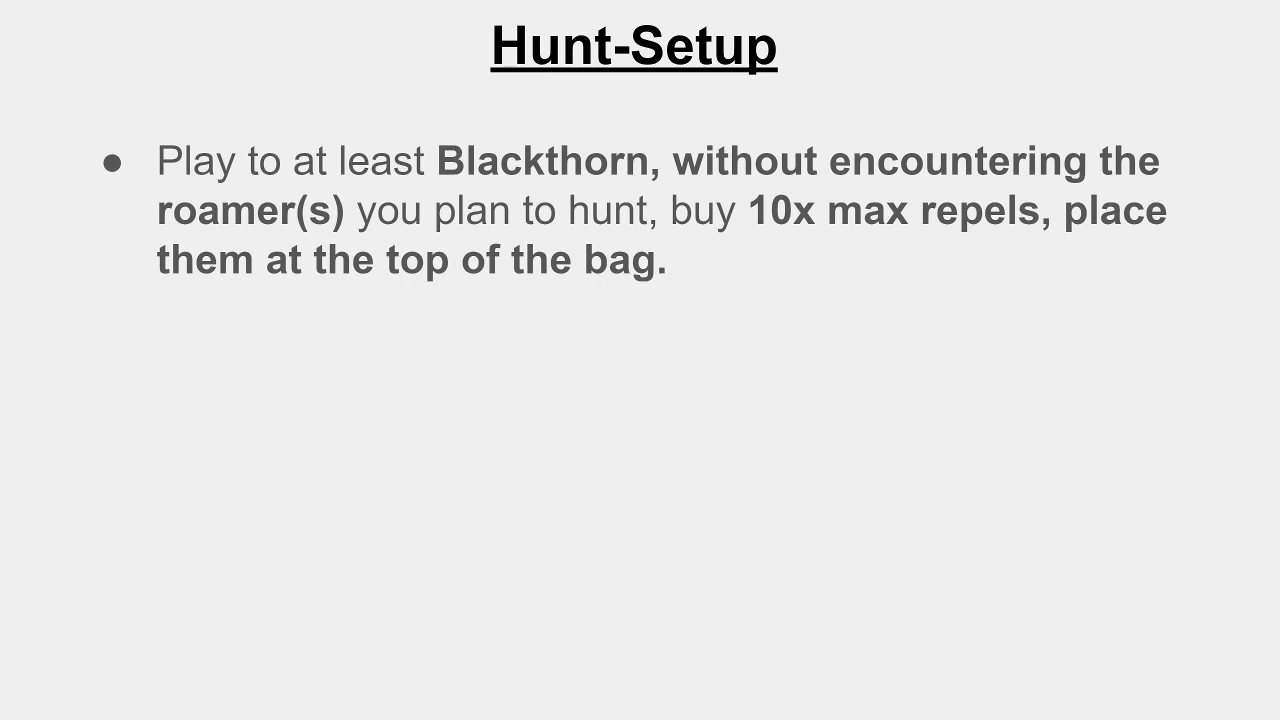 Hunt-Setup
● Play to at least Blackthorn, without encountering the
roamer(s) you plan to hunt, buy 10x max repels, place
them at the top of the bag.